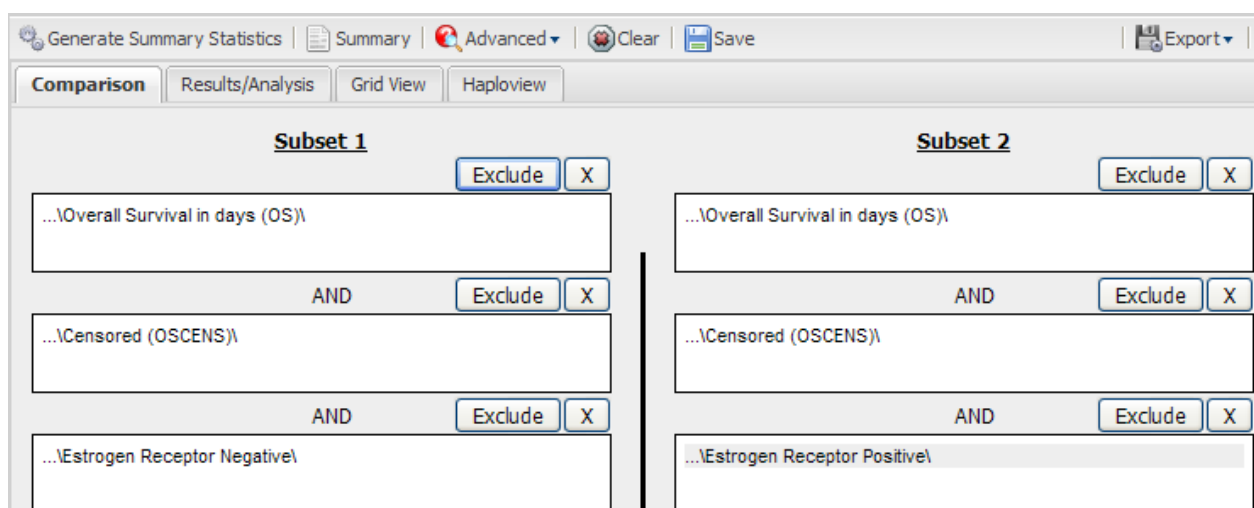 Generate Summary Statistics | Summary | Advanced | Clear | Save | Export |
Comparison Results/Analysis Grid View Haploview
Subset 1 Subset 2
Exclude X Exclude X
...\Overall Survival in days (OS)\ ...\Overall Survival in days (OS)\
AND Exclude X AND Exclude X
...\Censored (OSCENS)\ ...\Censored (OSCENS)\
AND Exclude X AND Exclude X
...\Estrogen Receptor Negative\ ...\Estrogen Receptor Positive\